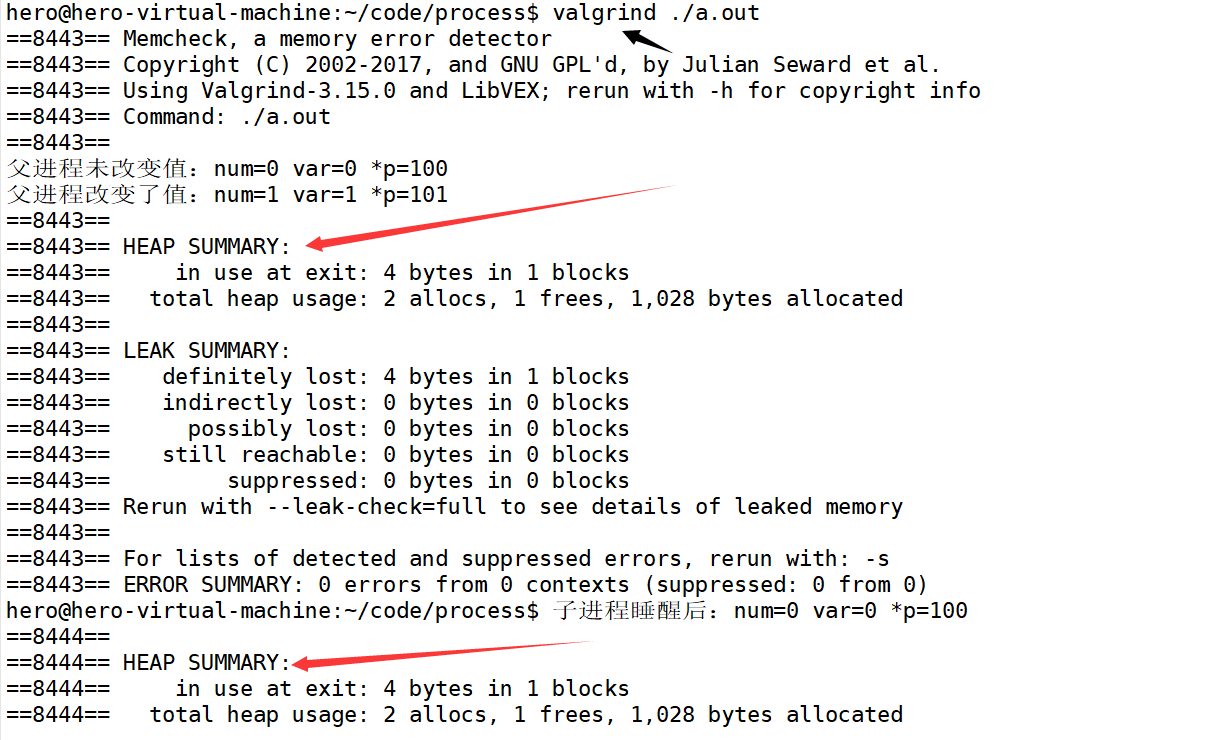 hero@hero-virtual-machine:~/code/process$ valgrind ./a.out
==8443== Memcheck, a memory error detector
==8443== Copyright (C) 2002-2017, and GNU GPL'd, by Julian Seward et al.
==8443== Using Valgrind-3.15.0 and LibVEX; rerun with -h for copyright info
==8443== Command: ./a.out
==8443==
父进程未改变值：num=0 var=0 *p=100
父进程改变了值：num=1 var=1 *p=101
==8443==
==8443== HEAP SUMMARY:
==8443==     in use at exit: 4 bytes in 1 blocks
==8443==   total heap usage: 2 allocs, 1 frees, 1,028 bytes allocated
==8443==
==8443== LEAK SUMMARY:
==8443==    definitely lost: 4 bytes in 1 blocks
==8443==    indirectly lost: 0 bytes in 0 blocks
==8443==      possibly lost: 0 bytes in 0 blocks
==8443==    still reachable: 0 bytes in 0 blocks
==8443==         suppressed: 0 bytes in 0 blocks
==8443== Rerun with --leak-check=full to see details of leaked memory
==8443==
==8443== For lists of detected and suppressed errors, rerun with: -s
==8443== ERROR SUMMARY: 0 errors from 0 contexts (suppressed: 0 from 0)
hero@hero-virtual-machine:~/code/process$ 子进程睡醒后：num=0 var=0 *p=100
==8444==
==8444== HEAP SUMMARY:
==8444==     in use at exit: 4 bytes in 1 blocks
==8444==   total heap usage: 2 allocs, 1 frees, 1,028 bytes allocated